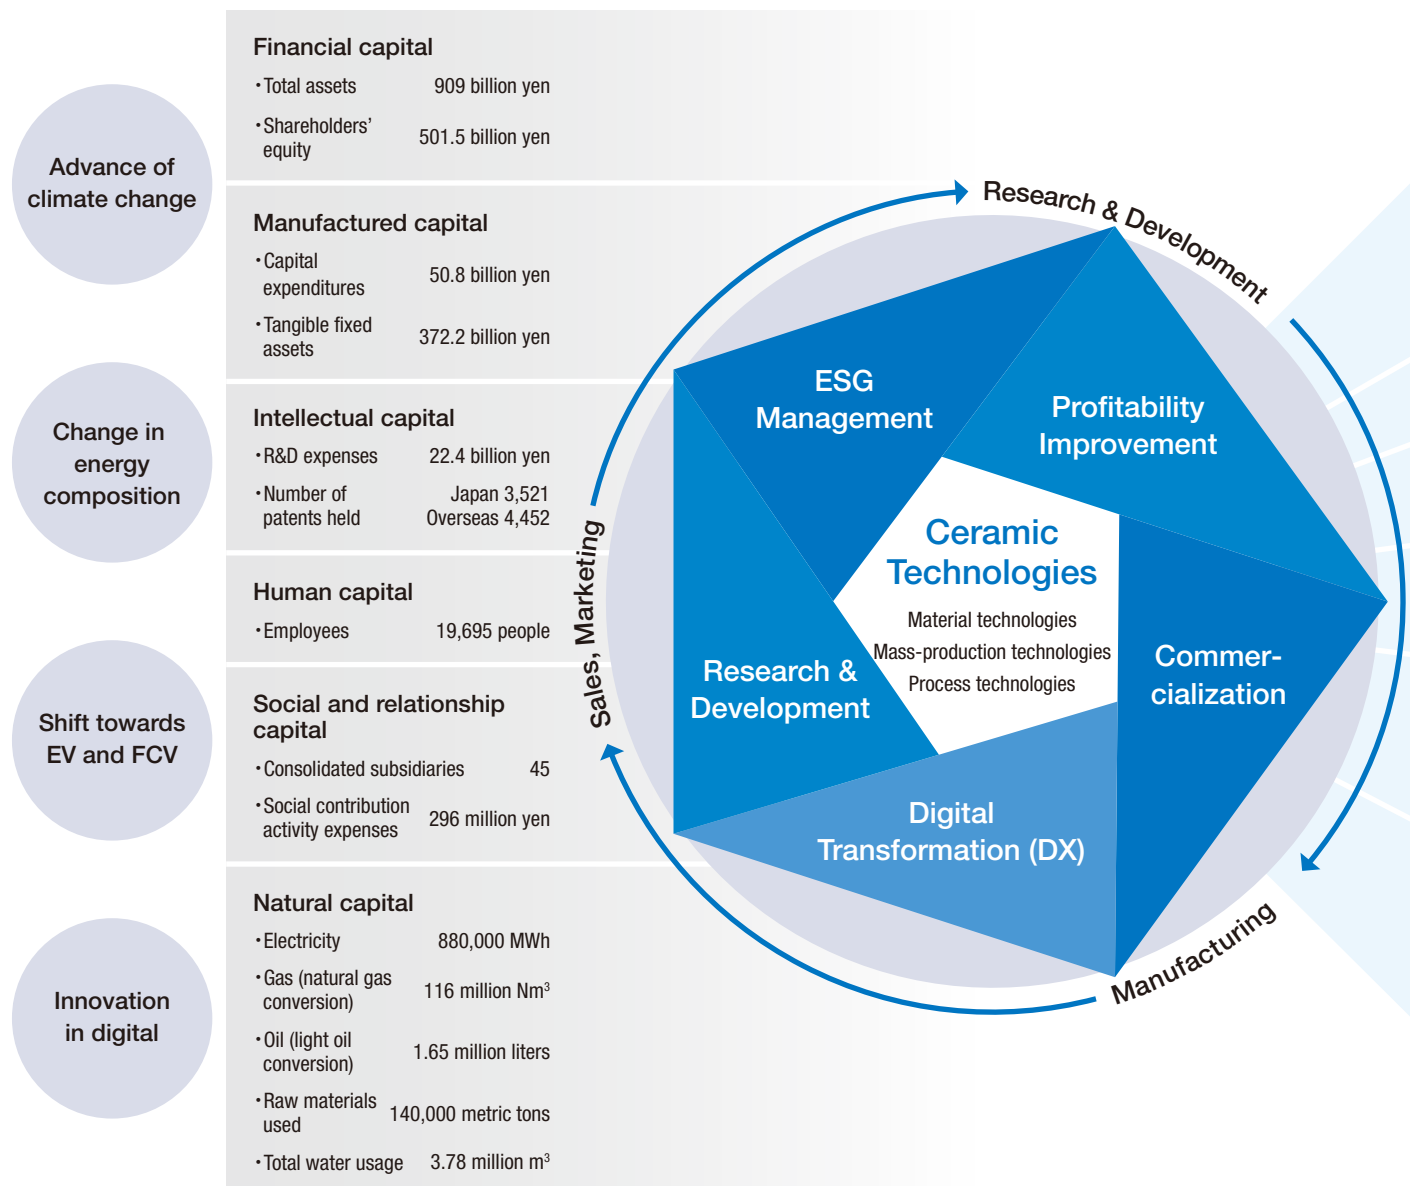 Advance of
climate change
Change in
energy
composition
Shift towards
EV and FCV
Innovation
in digital
Financial capital
・Total assets 909 billion yen
・Shareholders'
equity 501.5 billion yen
Manufactured capital
・Capital
expenditures 50.8 billion yen
・Tangible fixed
assets 372.2 billion yen
Intellectual capital
・R&D expenses 22.4 billion yen
・Number of
patents held Japan 3,521
Overseas 4,452
Human capital
・Employees 19,695 people
Social and relationship
capital
・Consolidated subsidiaries 45
・Social contribution
activity expenses 296 million yen
Natural capital
・Electricity 880,000 MWh
・Gas (natural gas
conversion) 116 million Nm³
・Oil (light oil
conversion) 1.65 million liters
・Raw materials
used 140,000 metric tons
・Total water usage 3.78 million m³
Research & Development
Manufacturing
Sales, Marketing
ESG
Management
Profitability
Improvement
Commer-
cialization
Digital
Transformation (DX)
Research &
Development
Ceramic
Technologies
Material technologies
Mass-production technologies
Process technologies